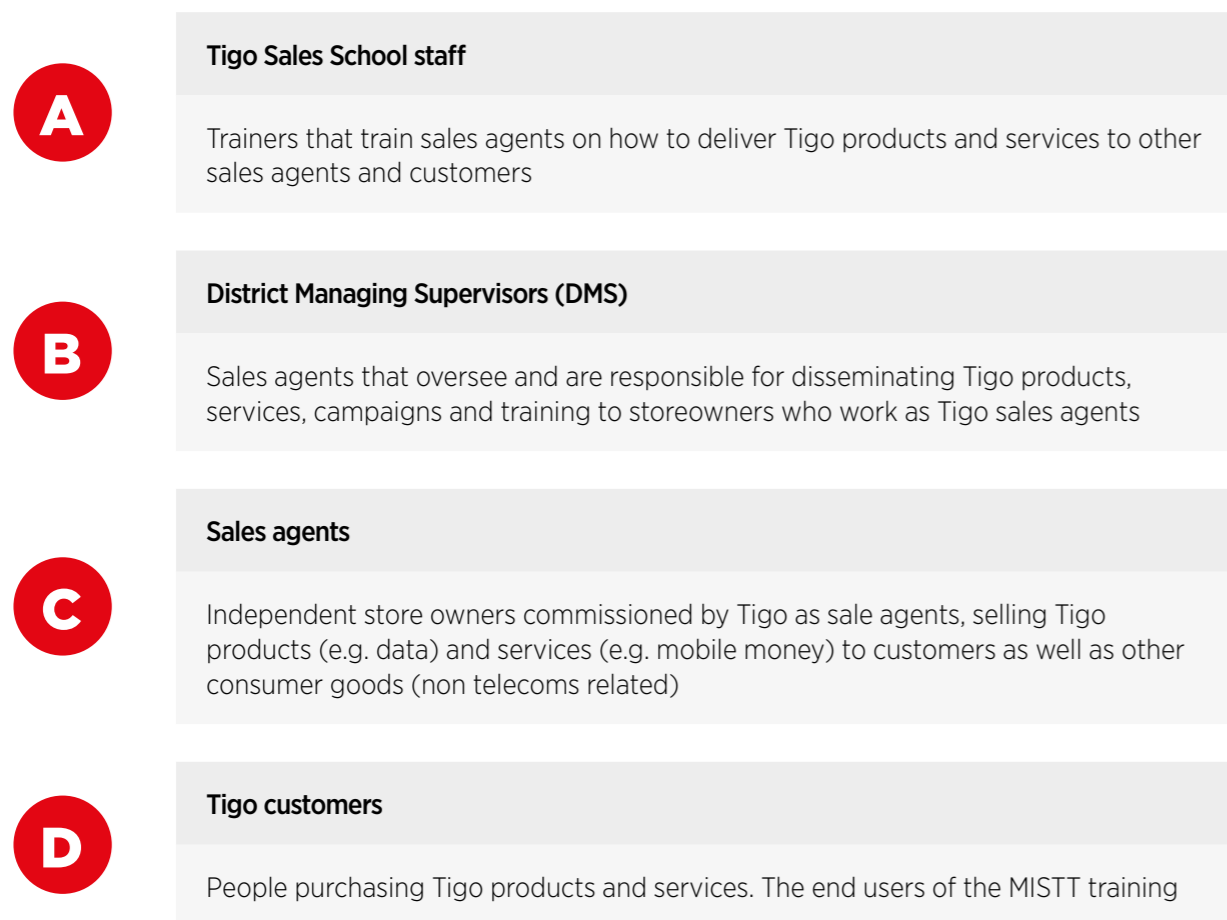 Tigo Sales School staff
A
Trainers that train sales agents on how to deliver Tigo products and services to other
sales agents and customers
District Managing Supervisors (DMS)
B
Sales agents that oversee and are responsible for disseminating Tigo products,
services, campaigns and training to storeowners who work as Tigo sales agents
Sales agents
C
Independent store owners commissioned by Tigo as sale agents, selling Tigo
products (e.g. data) and services (e.g. mobile money) to customers as well as other
consumer goods (non telecoms related)
Tigo customers
D
People purchasing Tigo products and services. The end users of the MISTT training